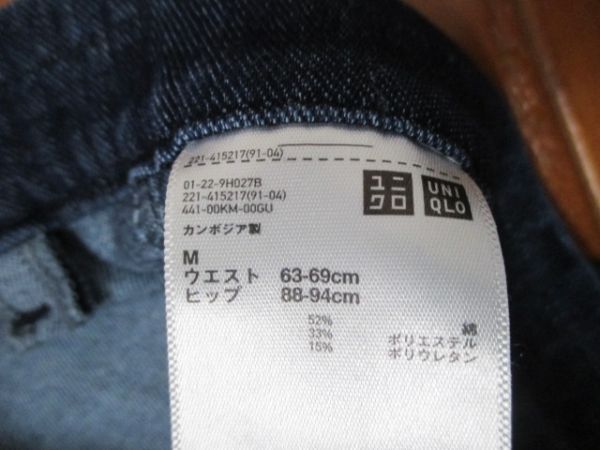 221-415217(91-04)
01-22-9H027B
221-415217(91-04)
441-00KM-00GU
カンボジア製
ユニクロ
UNIQLO
M
ウエスト 63-69cm
ヒップ 88-94cm
52% 綿
33% ポリエステル
15% ポリウレタン